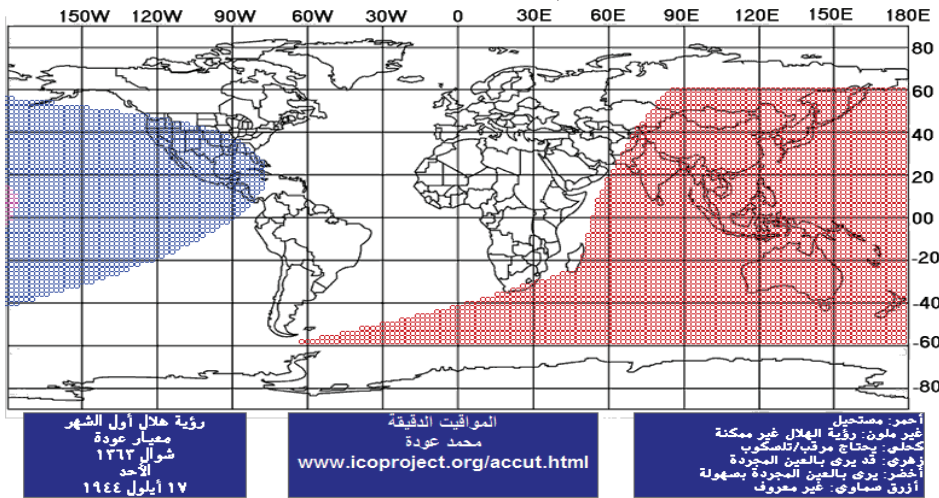 150W 120W 90W 60W 30W 0 30E 60E 90E 120E 150E 180E
80
60
40
20
00
-20
-40
-60
-80
رؤية هلال أول الشهر
معيار عودة
شوال ١٣٦٣
الأحد
١٧ أيلول ١٩٤٤
المواقيت الدقيقة
محمد عودة
www.icoproject.org/accut.html
أحمر: مستحيل
غير ملون: رؤية الهلال غير ممكنة
كحلي: يحتاج مرقب/تلسكوب
زهري: قد يرى بالعين المجردة
أخضر: يرى بالعين المجردة بسهولة
أزرق سماوي: غير معروف